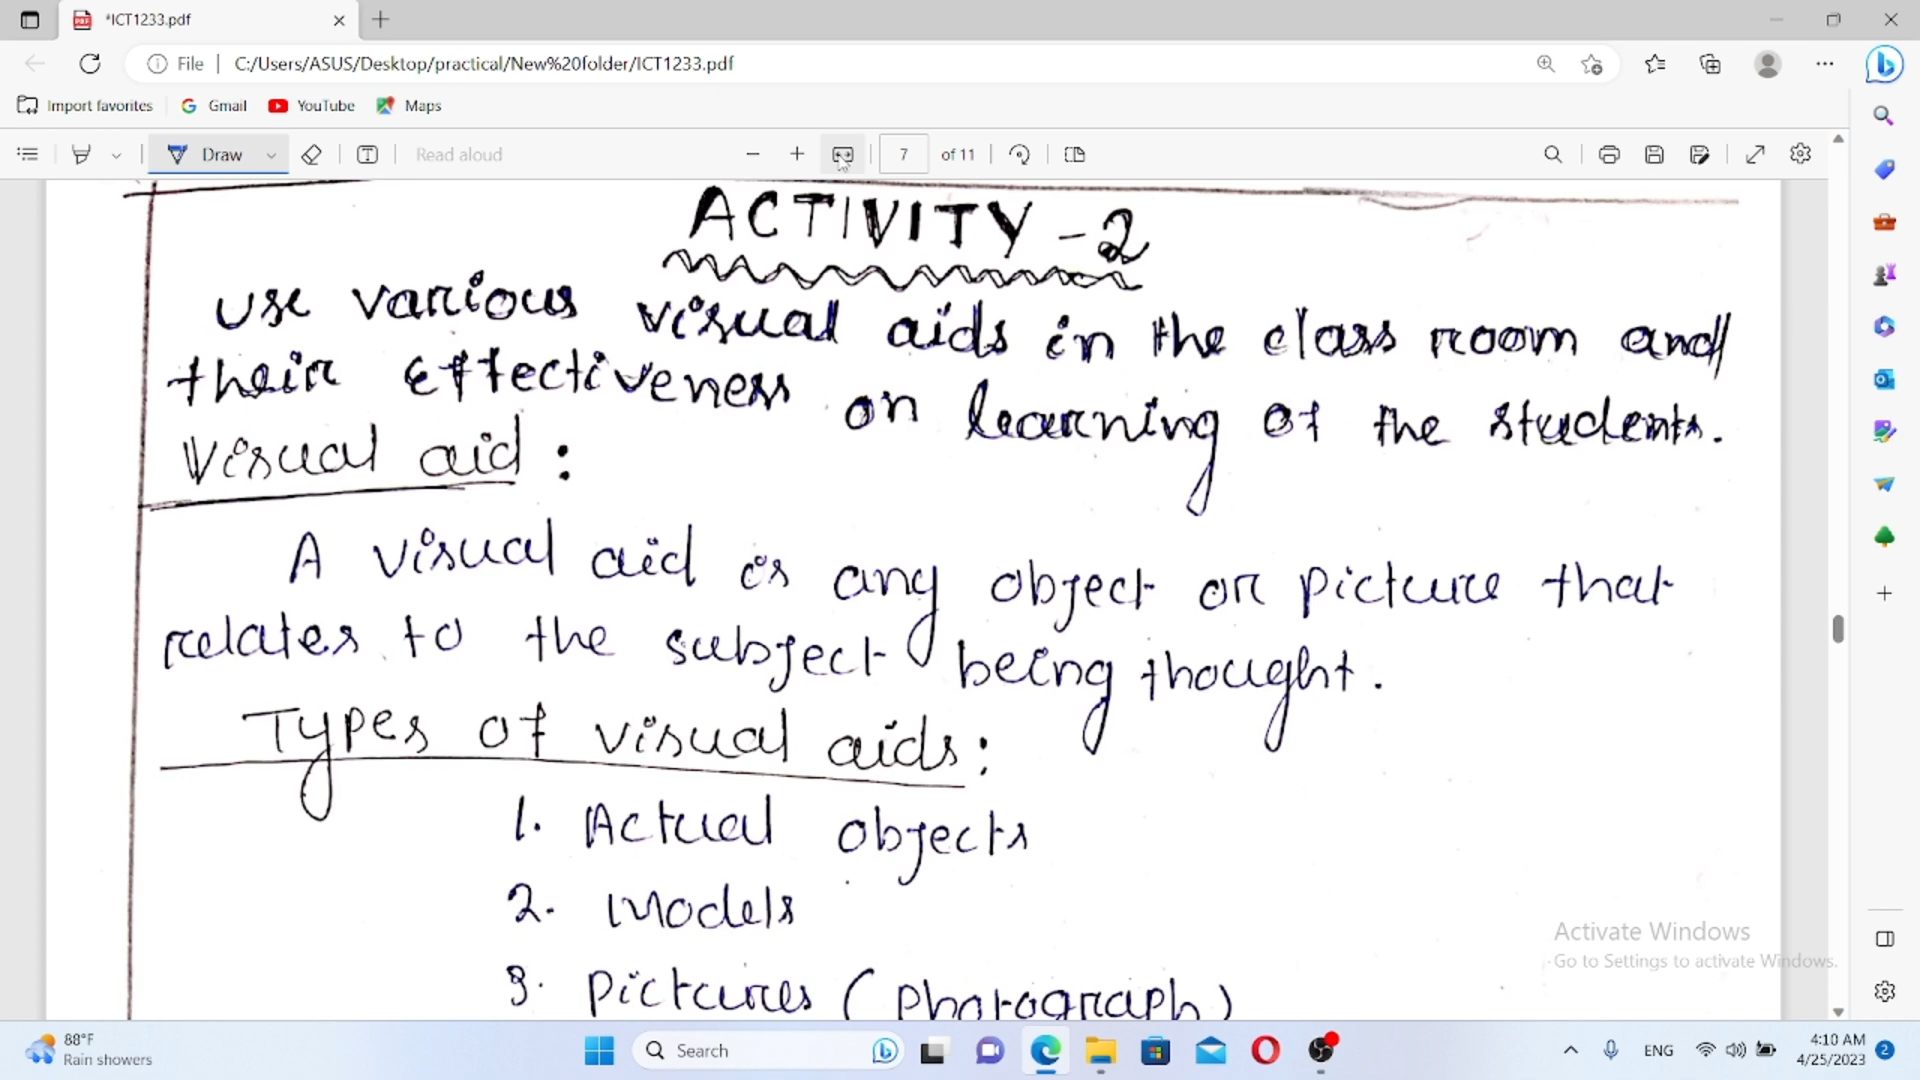 *ICT1233.pdf
File
C:/Users/ASUS/Desktop/practical/New%20folder/ICT1233.pdf
Import favorites
Gmail
YouTube
Maps
Draw
Read aloud
7
of 11
ACTIVITY - 2
Use various visual aids in the class room and
their effectiveness on learning of the students.
Visual aid :
A visual aid is any object or picture that
relates to the subject being thought.
Types of visual aids :
1. Actual objects
2. Models
3. Pictures (Photograph)
Activate Windows
Go to Settings to activate Windows.
88°F
Rain showers
Search
ENG
4:10 AM
4/25/2023
2